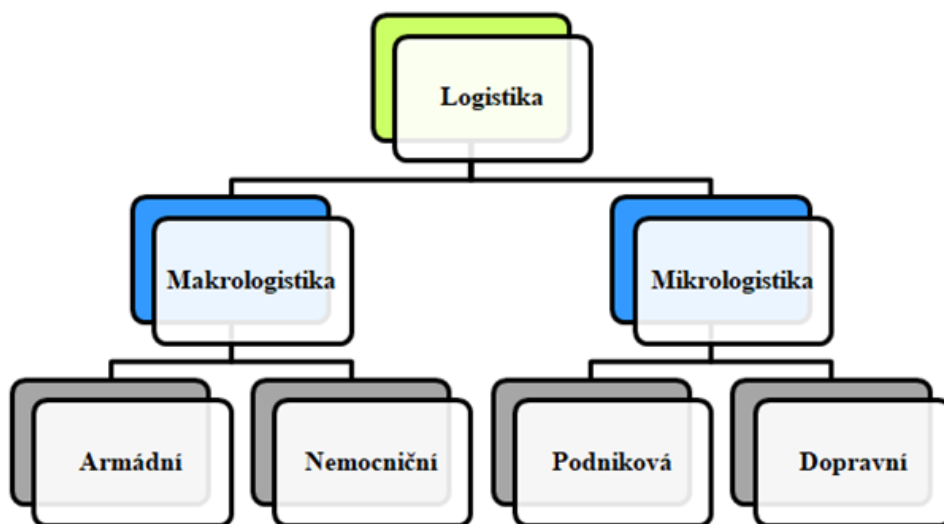 Logistika
Makrologistika
Mikrologistika
Armádní
Nemocniční
Podniková
Dopravní